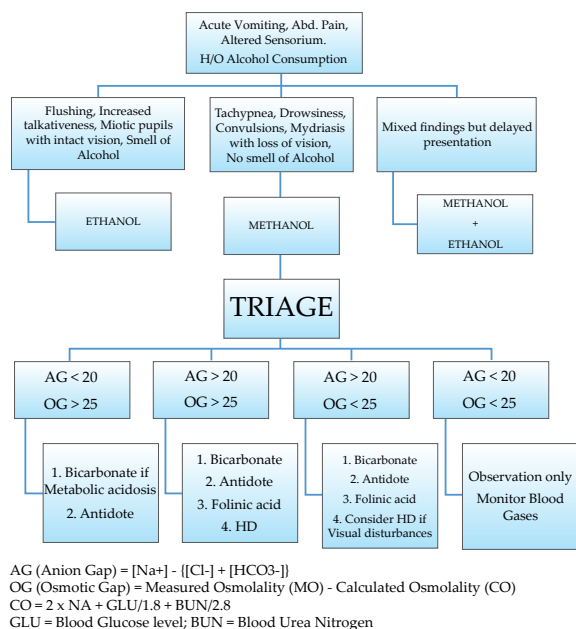 Acute Vomiting, Abd. Pain,
Altered Sensorium.
H/O Alcohol Consumption
Flushing, Increased
talkativeness, Miotic pupils
with intact vision, Smell of
Alcohol
Tachypnea, Drowsiness,
Convulsions, Mydriasis
with loss of vision,
No smell of Alcohol
Mixed findings but delayed
presentation
ETHANOL
METHANOL
METHANOL
+
ETHANOL
TRIAGE
AG < 20
OG > 25
AG > 20
OG > 25
AG > 20
OG < 25
AG < 20
OG < 25
1. Bicarbonate if
Metabolic acidosis
2. Antidote
1. Bicarbonate
2. Antidote
3. Folinic acid
4. HD
1. Bicarbonate
2. Antidote
3. Folinic acid
4. Consider HD if
Visual disturbances
Observation only
Monitor Blood
Gases
AG (Anion Gap) = [Na+] - {[Cl-] + [HCO3-]}
OG (Osmotic Gap) = Measured Osmolality (MO) - Calculated Osmolality (CO)
CO = 2 x NA + GLU/1.8 + BUN/2.8
GLU = Blood Glucose level; BUN = Blood Urea Nitrogen